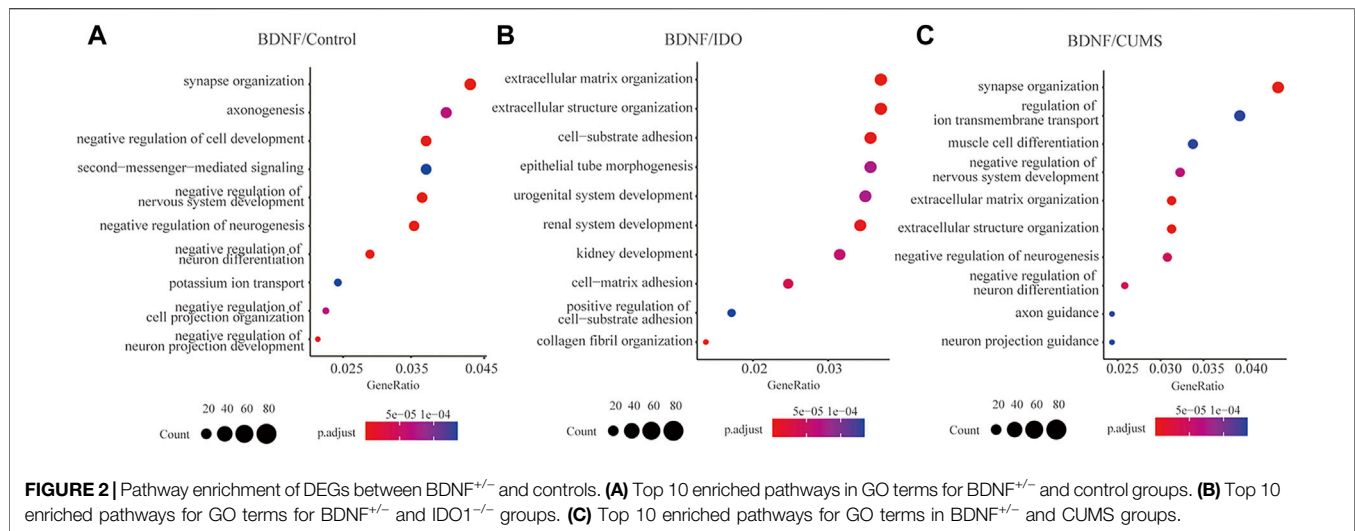 A
BDNF/Control
synapse organization
axonogenesis
negative regulation of cell development
second−messenger−mediated signaling
negative regulation of
nervous system development
negative regulation of neurogenesis
negative regulation of
neuron differentiation
potassium ion transport
negative regulation of
cell projection organization
negative regulation of
neuron projection development
0.025 0.035 0.045
GeneRatio
20 40 60 80
Count
5e−05 1e−04
p.adjust
B
BDNF/IDO
extracellular matrix organization
extracellular structure organization
cell−substrate adhesion
epithelial tube morphogenesis
urogenital system development
renal system development
kidney development
cell−matrix adhesion
positive regulation of
cell−substrate adhesion
collagen fibril organization
0.02 0.03
GeneRatio
20 40 60 80
Count
5e−05 1e−04
p.adjust
C
BDNF/CUMS
synapse organization
regulation of
ion transmembrane transport
muscle cell differentiation
negative regulation of
nervous system development
extracellular matrix organization
extracellular structure organization
negative regulation of neurogenesis
negative regulation of
neuron differentiation
axon guidance
neuron projection guidance
0.025 0.030 0.035 0.040
GeneRatio
20 40 60 80
Count
5e−05 1e−04
p.adjust
FIGURE 2 | Pathway enrichment of DEGs between BDNF+/− and controls. (A) Top 10 enriched pathways in GO terms for BDNF+/− and control groups. (B) Top 10
enriched pathways for GO terms for BDNF+/− and IDO1−/− groups. (C) Top 10 enriched pathways for GO terms in BDNF+/− and CUMS groups.